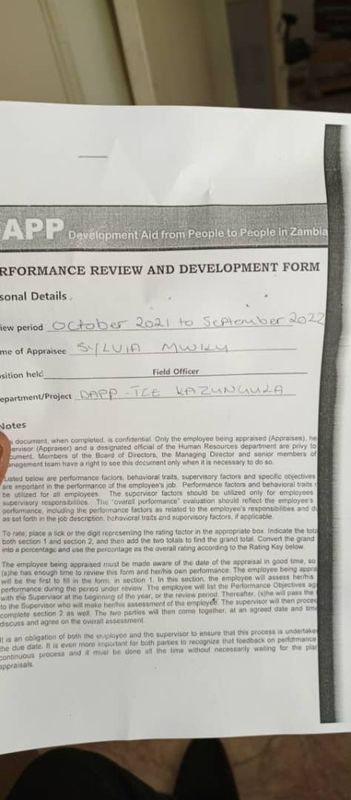 APP Development Aid from People to People in Zambia
RFORMANCE REVIEW AND DEVELOPMENT FORM
sonal Details
iew period October 2021 to September 2022
me of Appraisee SYLVIA
sition held Field Officer
epartment/Project DAPP - TCE KAZUNGULA
Notes
document, when completed, is confidential. Only the employee being appraised (Appraisee), he
ervisor (Appraiser) and a designated official of the Human Resources department are privy to
cument. Members of the Board of Directors, the Managing Director and senior members of
anagement team have a right to see this document only when it is necessary to do so.
Listed below are performance factors, behavioral traits, supervisory factors and specific objectives
are important in the performance of the employee's job. Performance factors and behavioral traits
be utilized for all employees. The supervisor factors should be utilized only for employees
supervisory responsibilities. The "overall performance" evaluation should reflect the employee's
performance, including the performance factors as related to the employee's responsibilities and du
as set forth in the job description, behavioral traits and supervisory factors, if applicable.
To rate, place a tick or the digit representing the rating factor in the appropriate box. Indicate the tota
both section 1 and section 2, and then add the two totals to find the grand total. Convert the grand
into a percentage and use the percentage as the overall rating according to the Rating Key below.
The employee being appraised must be made aware of the date of the appraisal in good time, so
(s)he has enough time to review this form and her/his own performance. The employee being appra
will be the first to fill in the form, in section 1. In this section, the employee will assess her/his
performance during the period under review. The employee will list the Performance Objectives ag
with the Supervisor at the beginning of the year, or the review period. Thereafter, (s)he will pass the
to the Supervisor who will make her/his assessment of the employee. The supervisor will then proceed
complete section 2 as well. The two parties will then come together, at an agreed date and time
discuss and agree on the overall assessment.
It is an obligation of both the employee and the supervisor to ensure that this process is undertaken
the due date. It is even more important for both parties to recognize that feedback on performance
continuous process and it must be done all the time without necessarily waiting for the plan
appraisals.